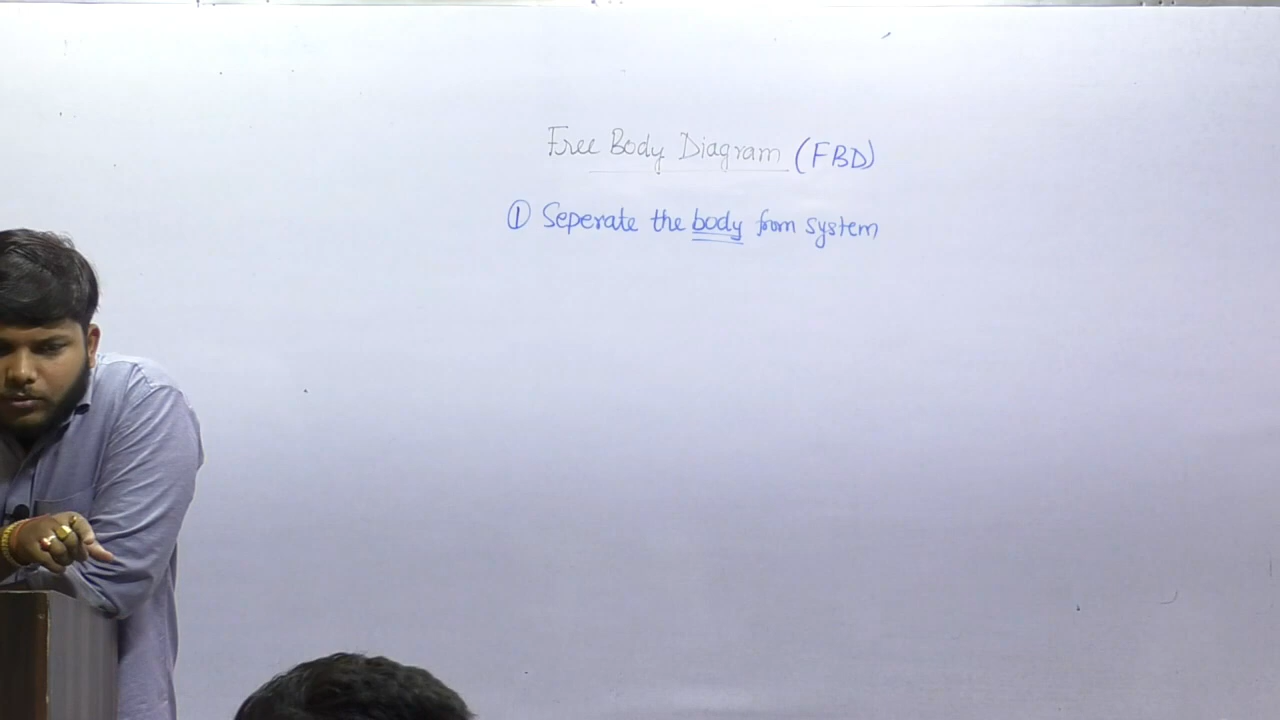 Free Body Diagram (FBD)
① Seperate the body from system